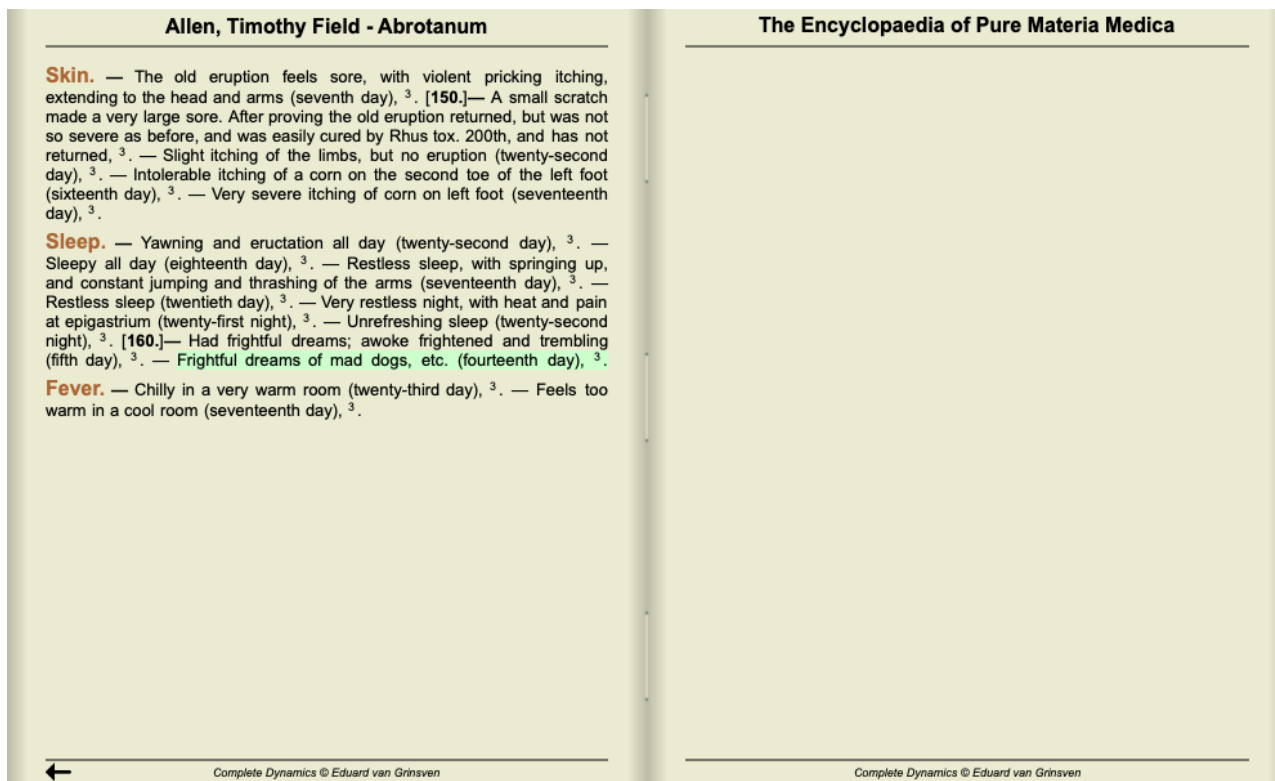 Allen, Timothy Field - Abrotanum
Skin. — The old eruption feels sore, with violent pricking itching,
extending to the head and arms (seventh day), ³. [150.]— A small scratch
made a very large sore. After proving the old eruption returned, but was not
so severe as before, and was easily cured by Rhus tox. 200th, and has not
returned, ³. — Slight itching of the limbs, but no eruption (twenty-second
day), ³. — Intolerable itching of a corn on the second toe of the left foot
(sixteenth day), ³. — Very severe itching of corn on left foot (seventeenth
day), ³.
Sleep. — Yawning and eructation all day (twenty-second day), ³. —
Sleepy all day (eighteenth day), ³. — Restless sleep, with springing up,
and constant jumping and thrashing of the arms (seventeenth day), ³. —
Restless sleep (twentieth day), ³. — Very restless night, with heat and pain
at epigastrium (twenty-first night), ³. — Unrefreshing sleep (twenty-second
night), ³. [160.]— Had frightful dreams; awoke frightened and trembling
(fifth day), ³. — Frightful dreams of mad dogs, etc. (fourteenth day), ³.
Fever. — Chilly in a very warm room (twenty-third day), ³. — Feels too
warm in a cool room (seventeenth day), ³.
Complete Dynamics © Eduard van Grinsven
The Encyclopaedia of Pure Materia Medica
Complete Dynamics © Eduard van Grinsven